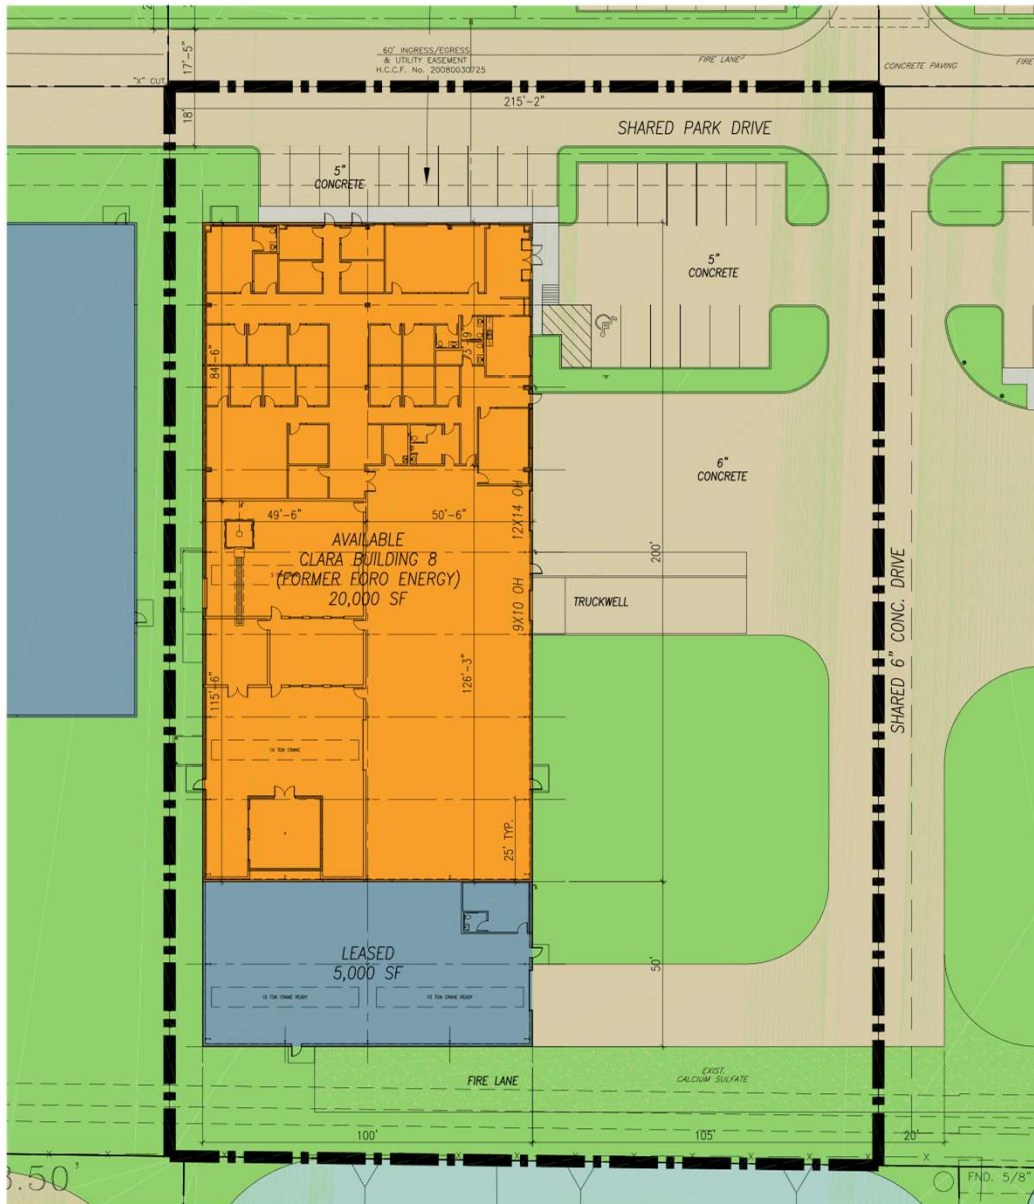 60' INGRESS/EGRESS
& UTILITY EASEMENT
H.C.C.F. No. 20080030725
FIRE LANE
CONCRETE PAVING
FIRE
17'-5"
"X" CUT
215'-2"
18'
SHARED PARK DRIVE
5"
CONCRETE
5"
CONCRETE
84'-6"
6"
CONCRETE
12X14 OH
49'-6"
50'-6"
AVAILABLE
CLARA BUILDING 8
(FORMER FORO ENERGY)
20,000 SF
200'
9X10 OH
TRUCKWELL
SHARED 6" CONC. DRIVE
126'-3"
115'-6"
10 TON CRANE
25' TYP.
LEASED
5,000 SF
10 TON CRANE READY
10 TON CRANE READY
50'
FIRE LANE
EXIST.
CALCIUM SULFATE
100'
105'
20'
3.50'
FND. 5/8"